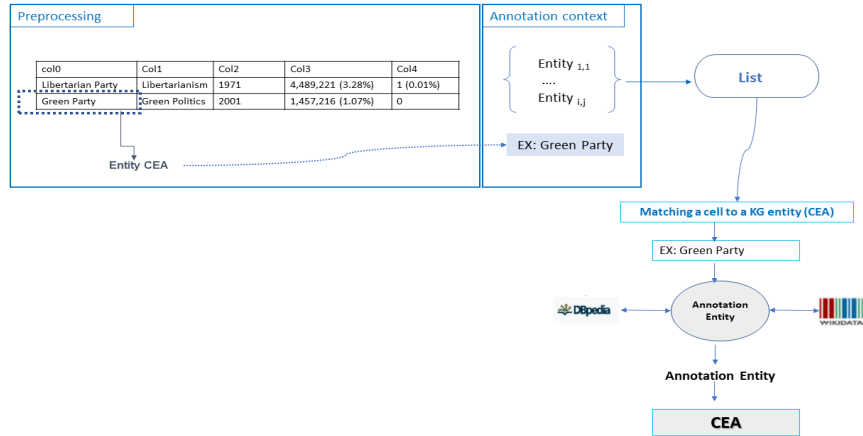 Preprocessing
Annotation context
col0 Col1 Col2 Col3 Col4
Libertarian Party Libertarianism 1971 4,489,221 (3.28%) 1 (0.01%)
Green Party Green Politics 2001 1,457,216 (1.07%) 0
Entity CEA
Entity 1,1
....
Entity i,j
EX: Green Party
List
Matching a cell to a KG entity (CEA)
EX: Green Party
DBpedia
Annotation
Entity
WIKIDATA
Annotation Entity
CEA